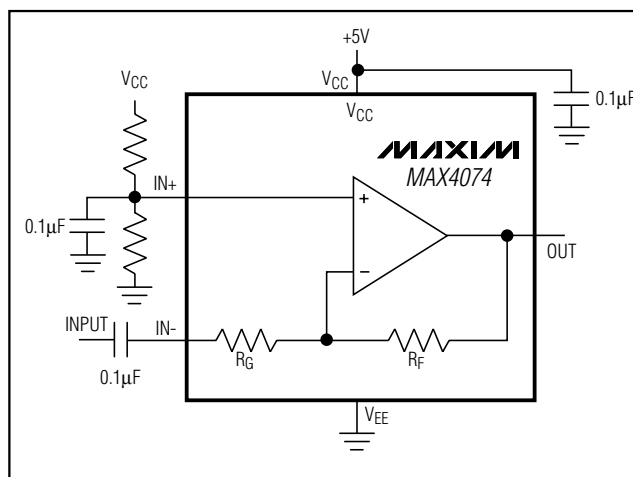 +5V
VCC
VCC
VCC
0.1µF
MAXIM
MAX4074
IN+
+
0.1µF
−
OUT
INPUT
IN-
RG
RF
0.1µF
VEE